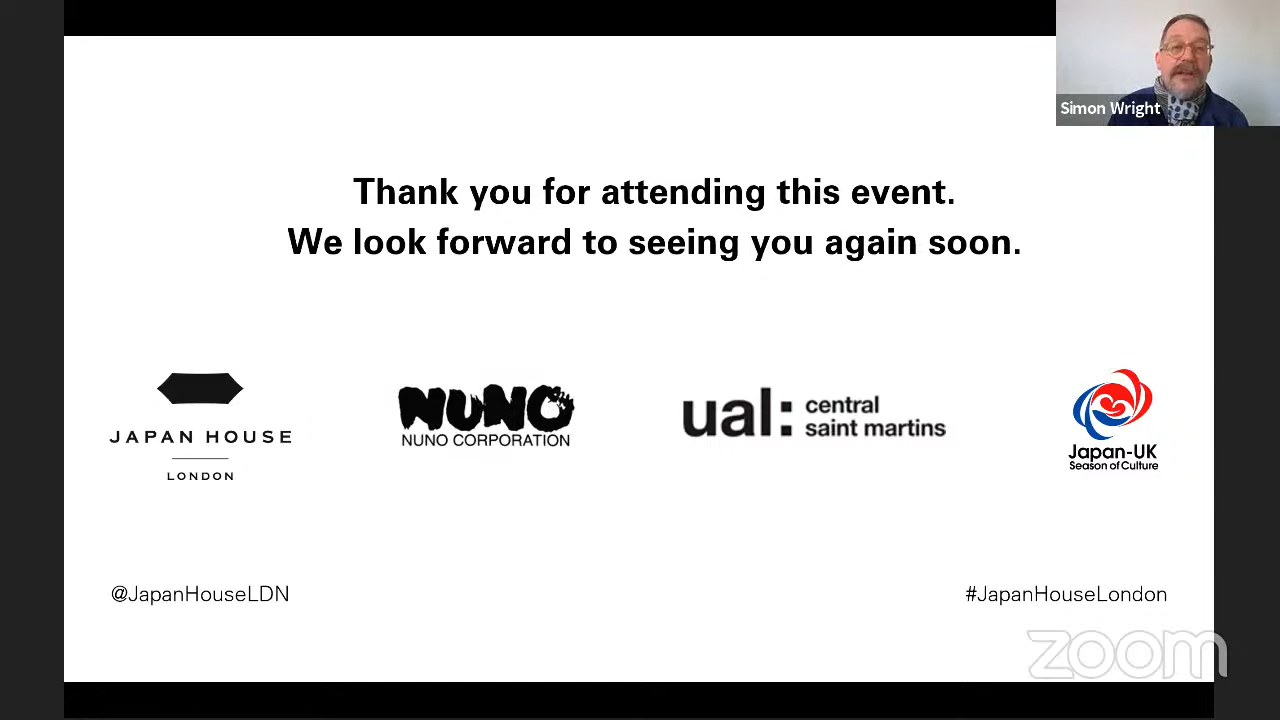 Simon Wright
Thank you for attending this event.
We look forward to seeing you again soon.
JAPAN HOUSE
LONDON
NUNO
NUNO CORPORATION
ual: central
saint martins
Japan-UK
Season of Culture
@JapanHouseLDN
#JapanHouseLondon
zoom